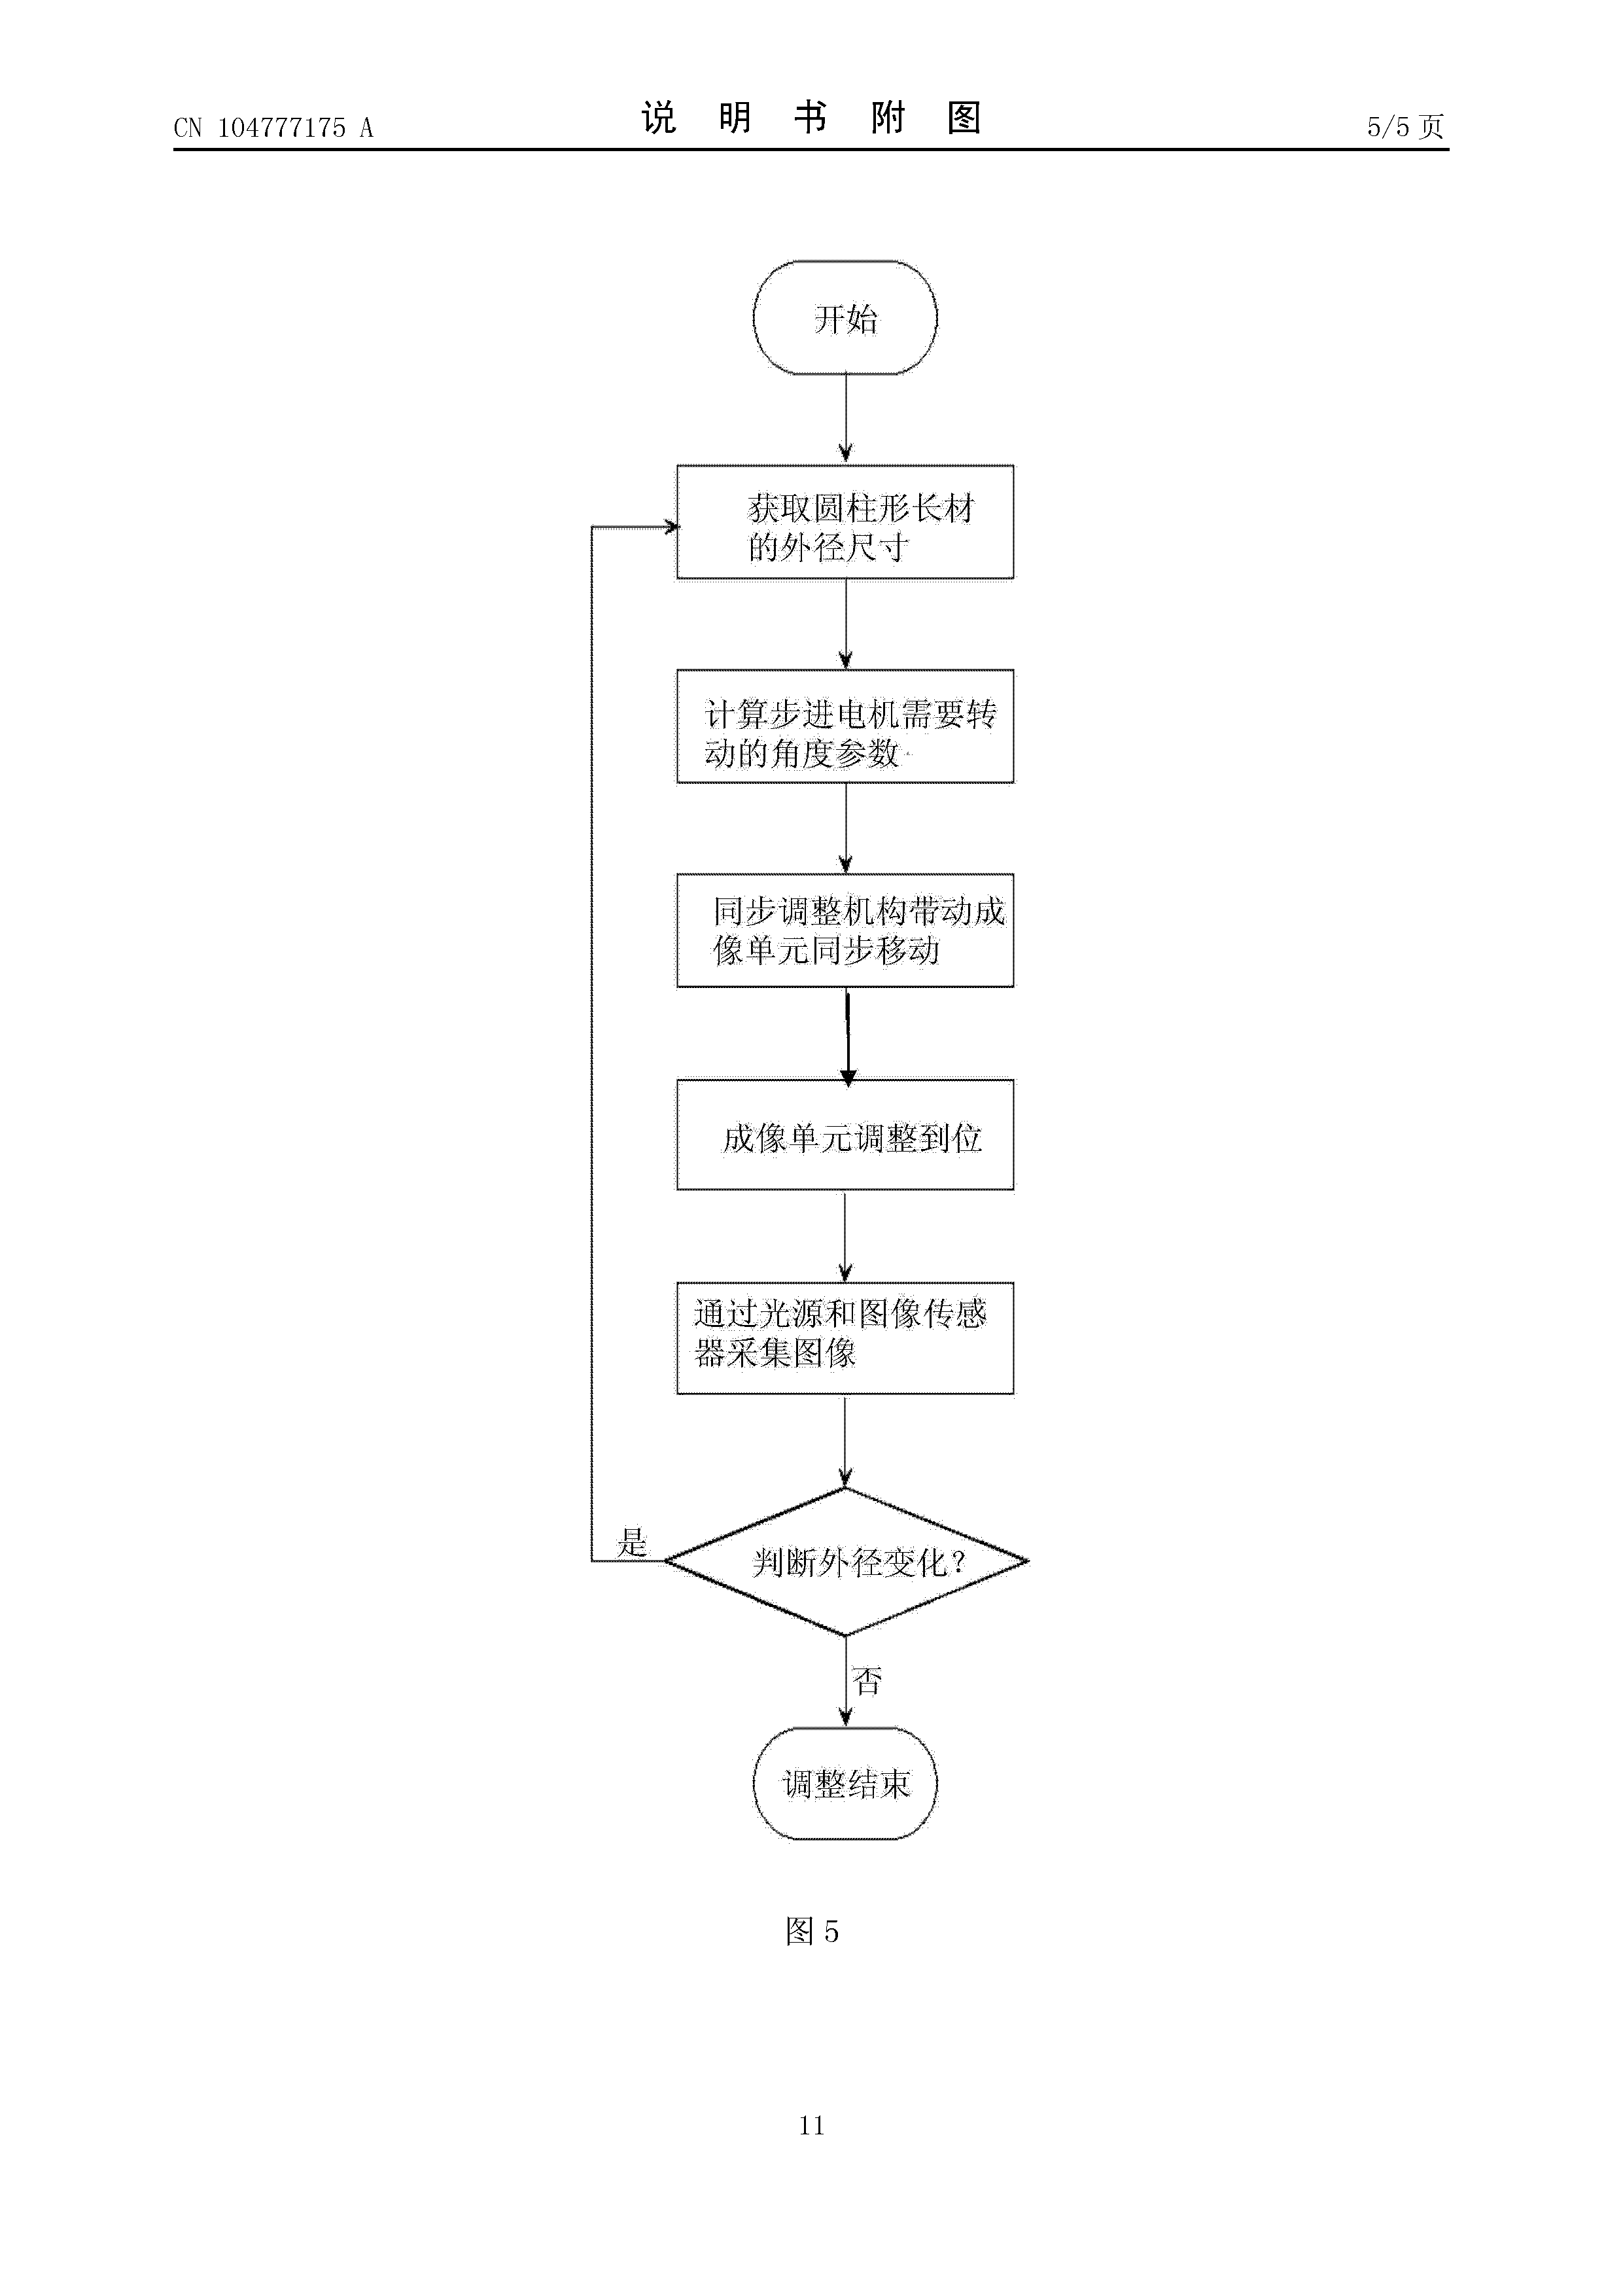 CN 104777175 A
说 明 书 附 图
5/5 页
开始
获取圆柱形长材
的外径尺寸
计算步进电机需要转
动的角度参数
同步调整机构带动成
像单元同步移动
成像单元调整到位
通过光源和图像传感
器采集图像
是
判断外径变化?
否
调整结束
图 5
11